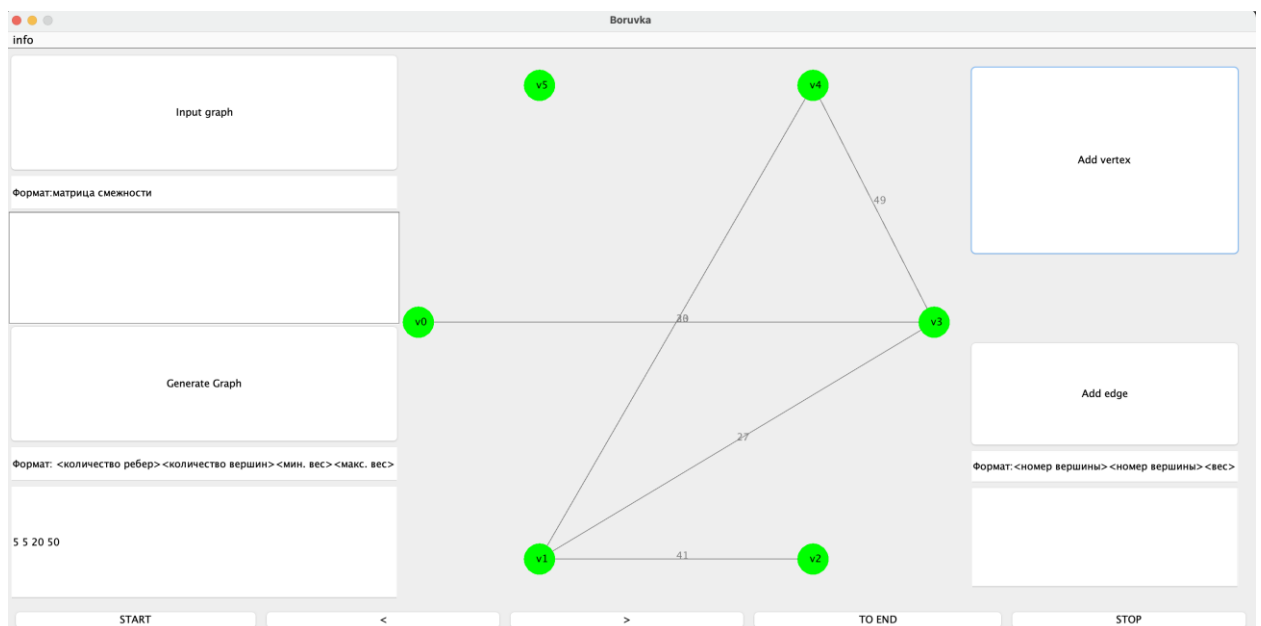 Boruvka
info
Input graph
Формат:матрица смежности
Generate Graph
Формат: <количество ребер><количество вершин><мин. вес><макс. вес>
5 5 20 50
v5
v4
49
v0
v3
27
v1
41
v2
Add vertex
Add edge
Формат:<номер вершины><номер вершины><вес>
START
<
>
TO END
STOP